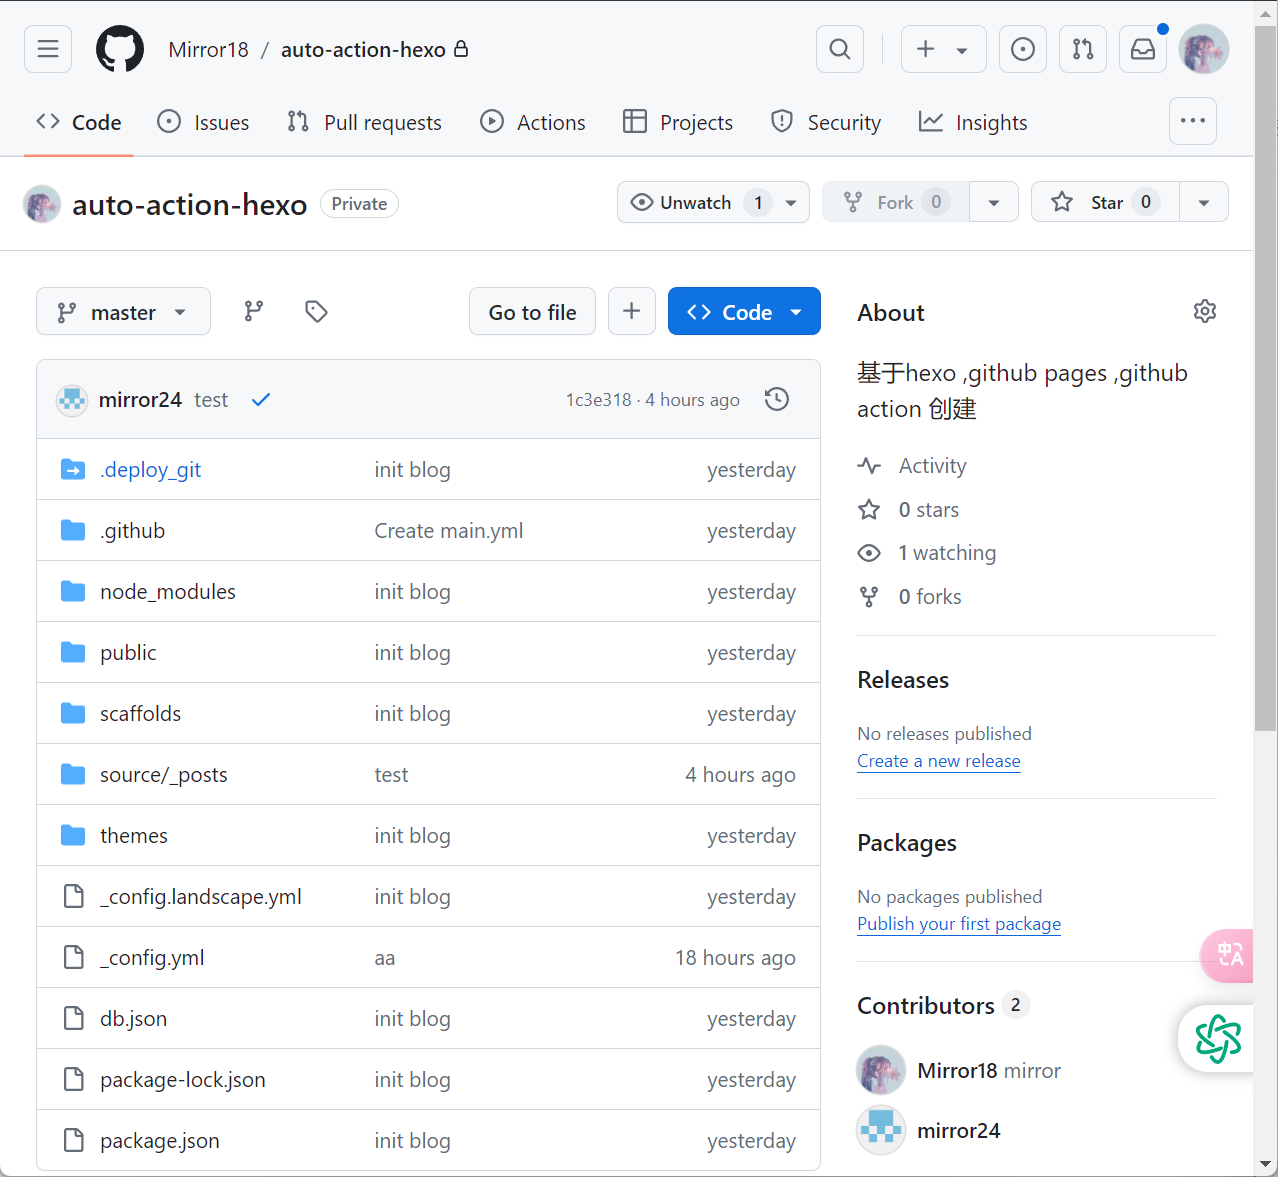 Mirror18 / auto-action-hexo
Code Issues Pull requests Actions Projects Security Insights
auto-action-hexo Private Unwatch 1 Fork 0 Star 0
master Go to file Code
mirror24 test 1c3e318 · 4 hours ago
.deploy_git init blog yesterday
.github Create main.yml yesterday
node_modules init blog yesterday
public init blog yesterday
scaffolds init blog yesterday
source/_posts test 4 hours ago
themes init blog yesterday
_config.landscape.yml init blog yesterday
_config.yml aa 18 hours ago
db.json init blog yesterday
package-lock.json init blog yesterday
package.json init blog yesterday
About
基于hexo ,github pages ,github
action 创建
Activity
0 stars
1 watching
0 forks
Releases
No releases published
Create a new release
Packages
No packages published
Publish your first package
中A
Contributors 2
Mirror18 mirror
mirror24